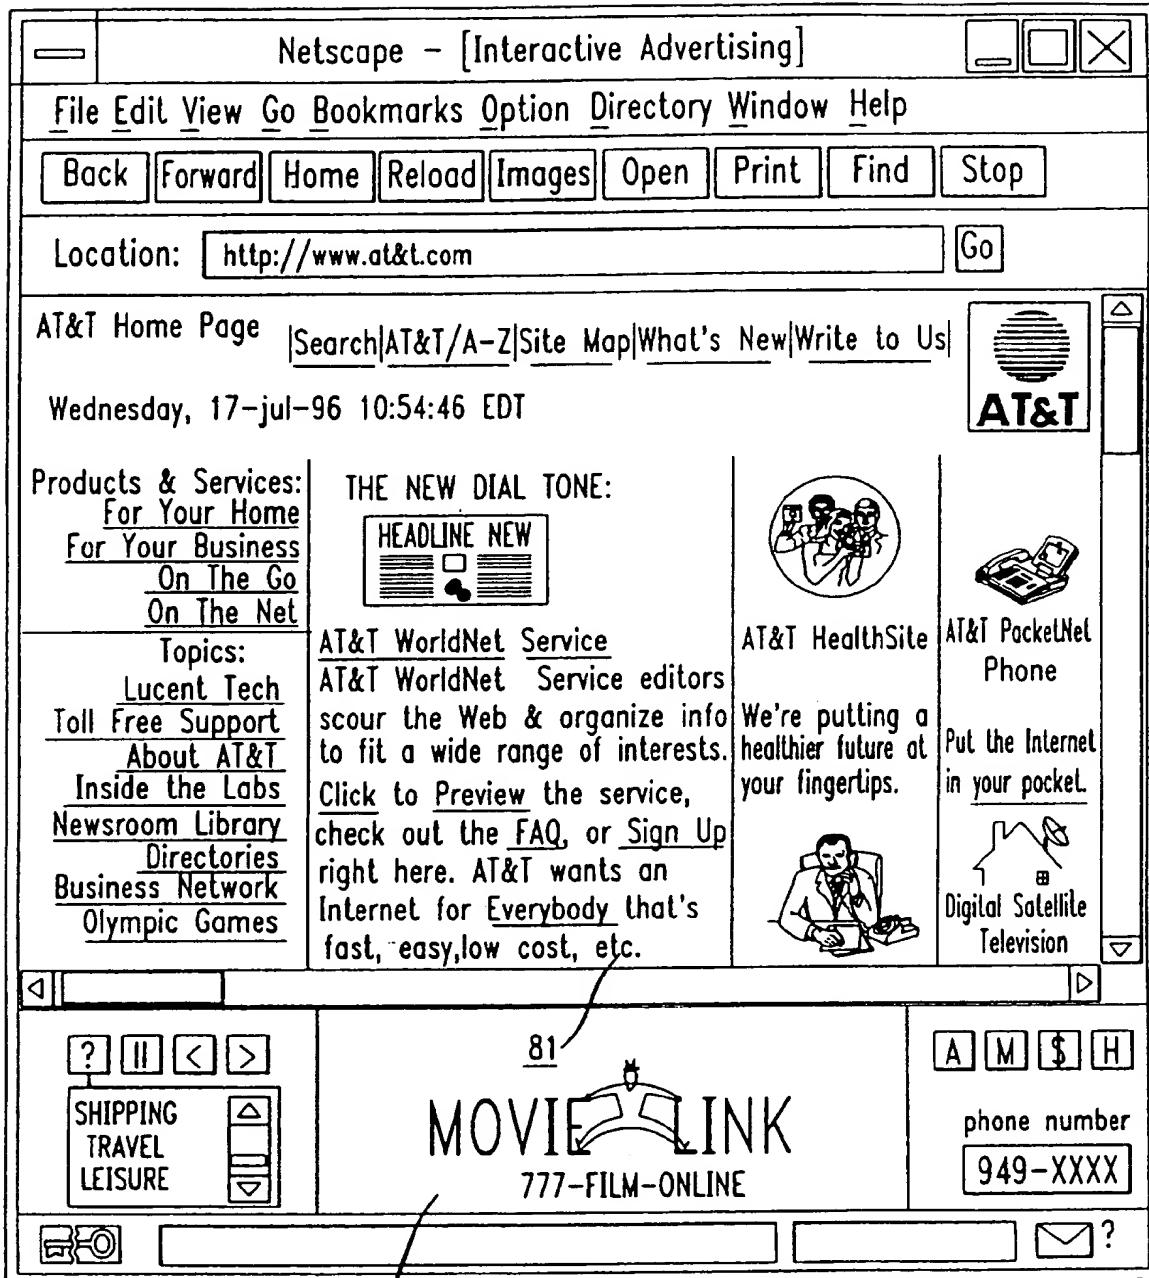 Netscape – [Interactive Advertising]
File Edit View Go Bookmarks Option Directory Window Help
Back Forward Home Reload Images Open Print Find Stop
Location: http://www.at&t.com Go
AT&T Home Page |Search|AT&T/A–Z|Site Map|What's New|Write to Us|
AT&T
Wednesday, 17–jul–96 10:54:46 EDT
Products & Services:
For Your Home
For Your Business
On The Go
On The Net
Topics:
Lucent Tech
Toll Free Support
About AT&T
Inside the Labs
Newsroom Library
Directories
Business Network
Olympic Games
THE NEW DIAL TONE:
HEADLINE NEW
AT&T WorldNet Service
AT&T WorldNet Service editors
scour the Web & organize info
to fit a wide range of interests.
Click to Preview the service,
check out the FAQ, or Sign Up
right here. AT&T wants an
Internet for Everybody that's
fast, easy,low cost, etc.
AT&T HealthSite
We're putting a
healthier future at
your fingertips.
AT&T PocketNet
Phone
Put the Internet
in your pocket.
Digital Satellite
Television
? || < >
SHIPPING
TRAVEL
LEISURE
81
MOVIE LINK
777–FILM–ONLINE
A M $ H
phone number
949–XXXX
?